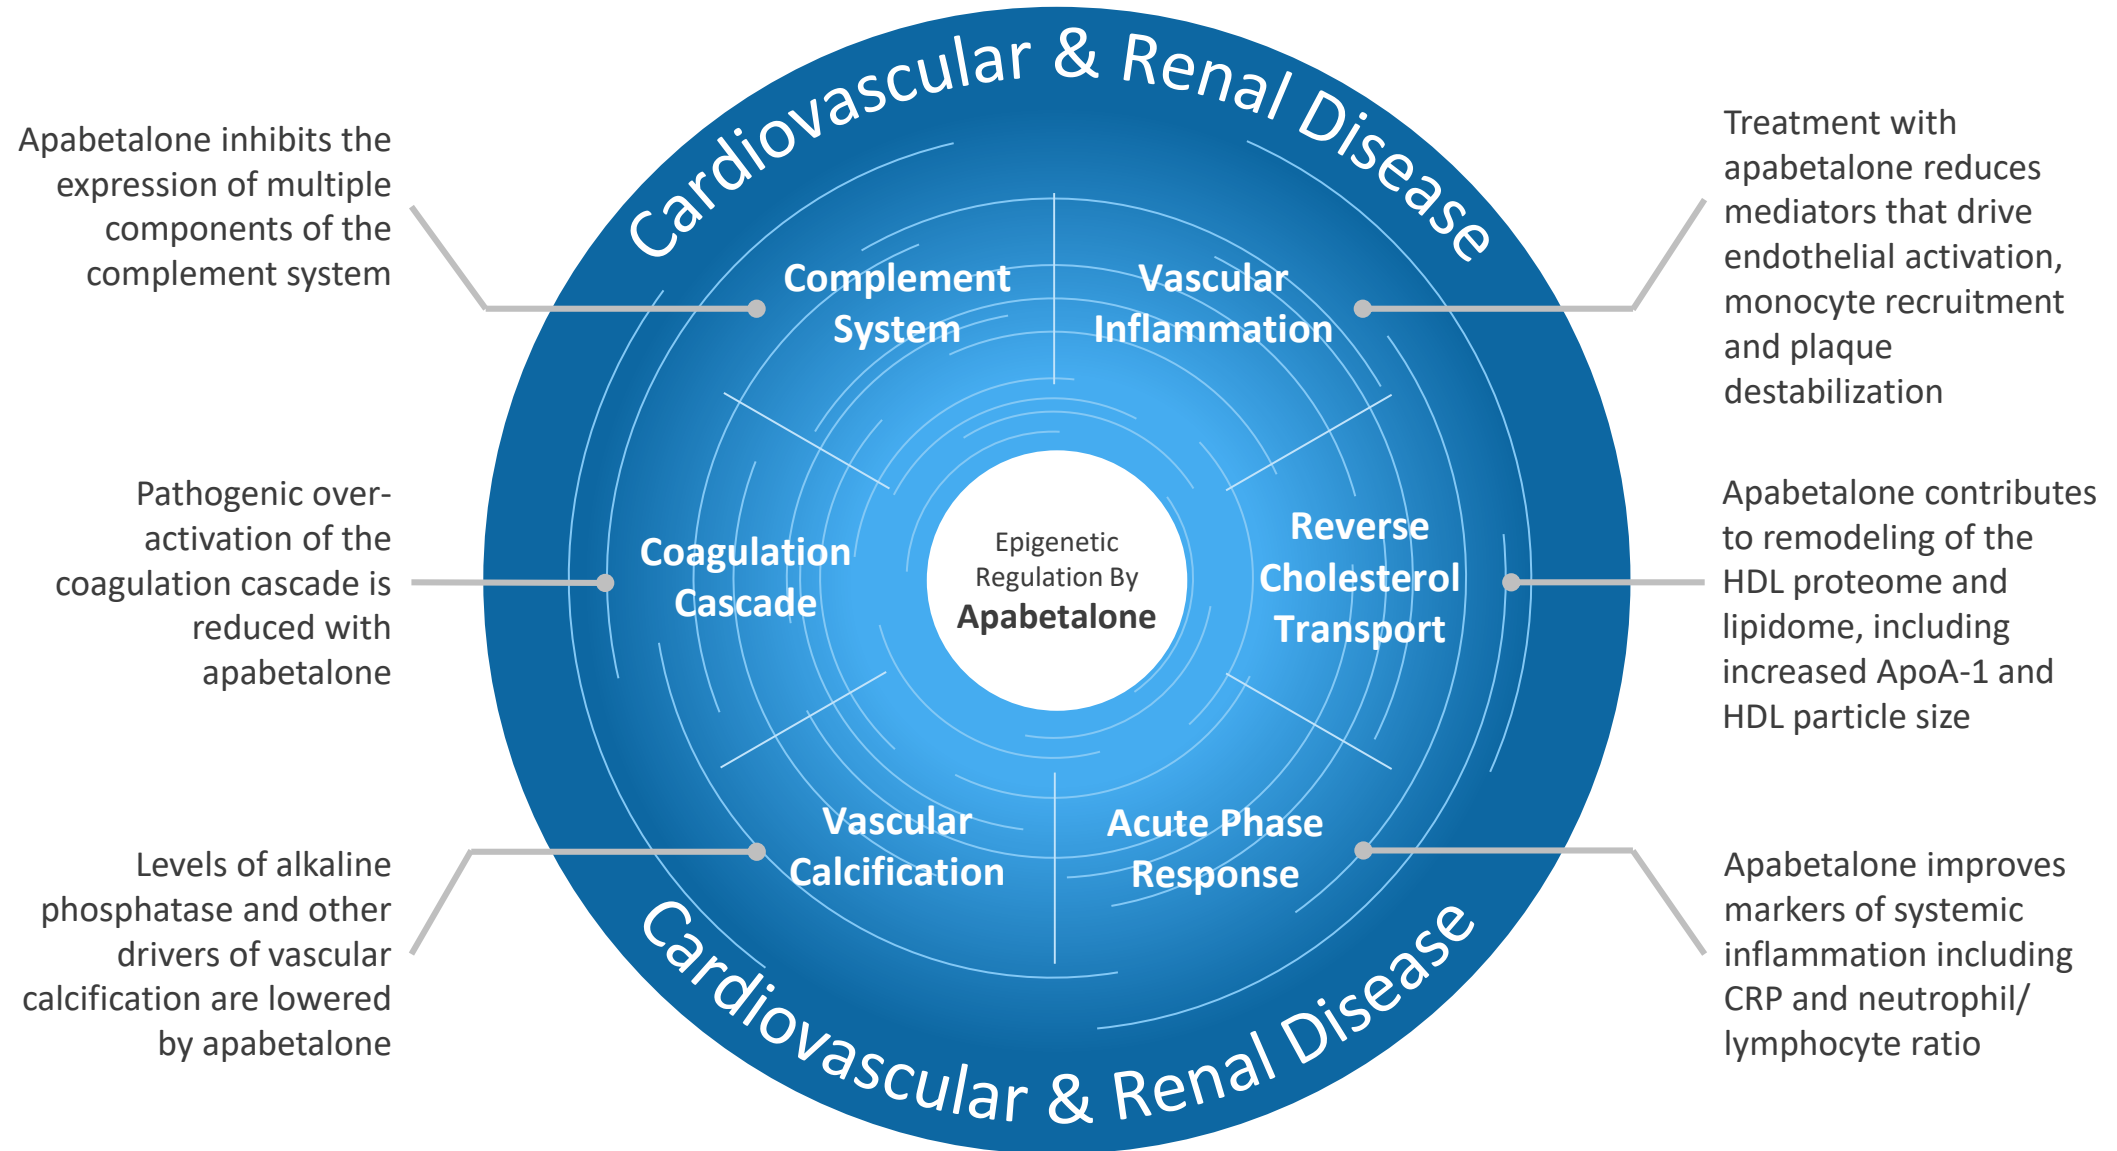 Cardiovascular & Renal Disease
Apabetalone inhibits the
expression of multiple
components of the
complement system
Treatment with
apabetalone reduces
mediators that drive
endothelial activation,
monocyte recruitment
and plaque
destabilization
Complement
System
Vascular
Inflammation
Pathogenic over-
activation of the
coagulation cascade is
reduced with
apabetalone
Coagulation
Cascade
Epigenetic
Regulation By
Apabetalone
Reverse
Cholesterol
Transport
Apabetalone contributes
to remodeling of the
HDL proteome and
lipidome, including
increased ApoA-1 and
HDL particle size
Levels of alkaline
phosphatase and other
drivers of vascular
calcification are lowered
by apabetalone
Vascular
Calcification
Acute Phase
Response
Apabetalone improves
markers of systemic
inflammation including
CRP and neutrophil/
lymphocyte ratio
Cardiovascular & Renal Disease